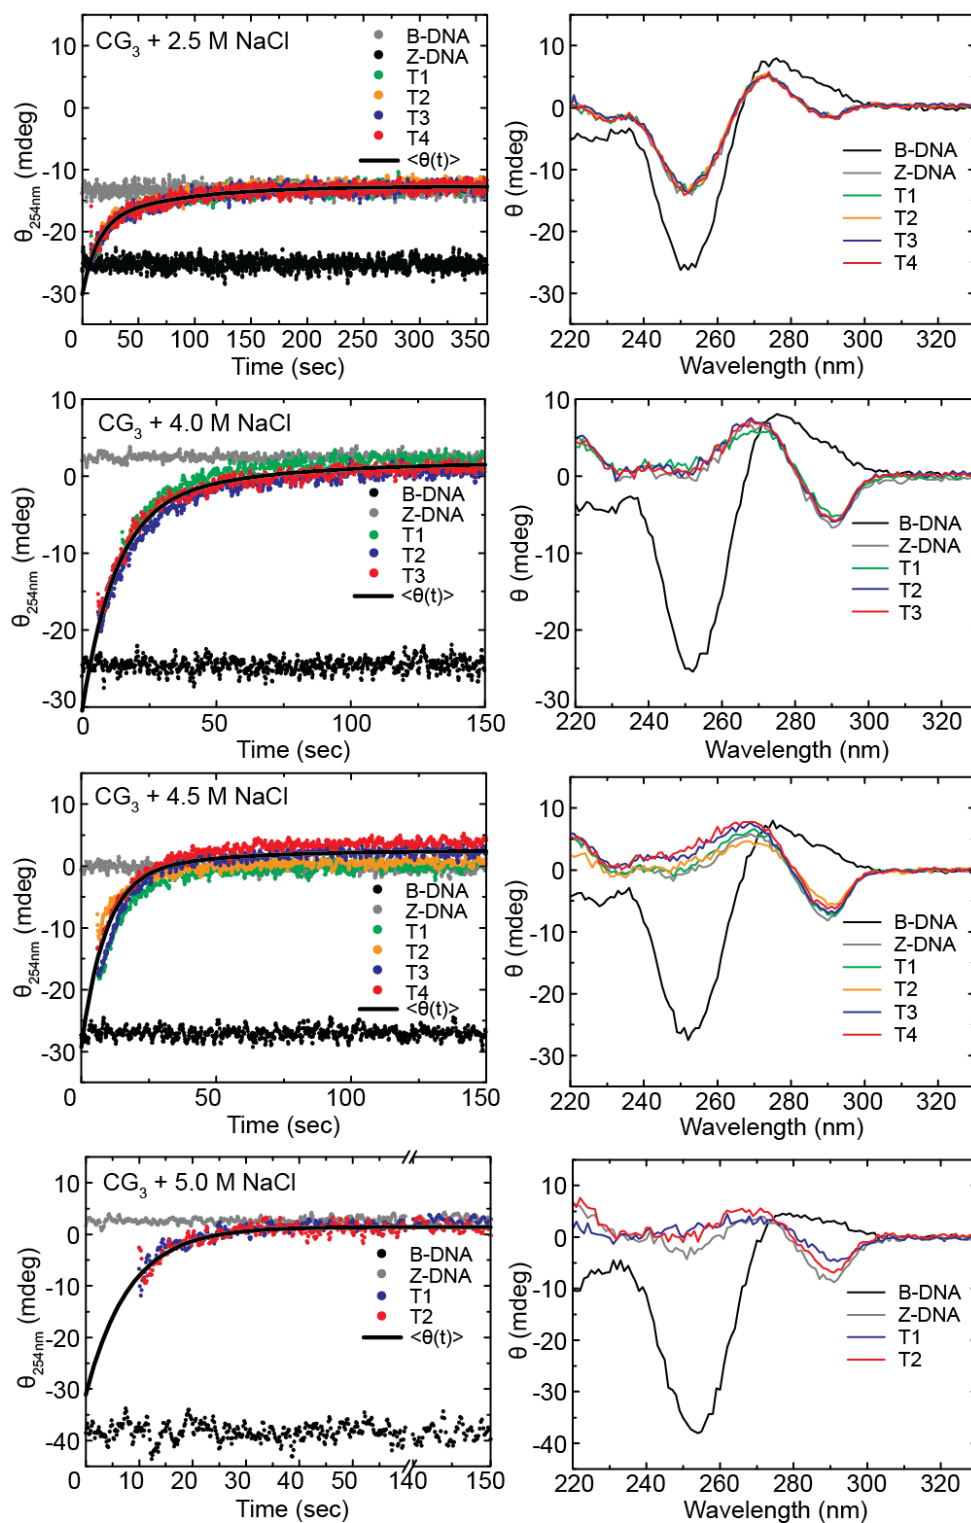 CG3 + 2.5 M NaCl
B-DNA
Z-DNA
T1
T2
T3
T4
<θ(t)>
θ254nm (mdeg)
10
0
-10
-20
-30
0 50 100 150 200 250 300 350
Time (sec)
θ (mdeg)
10
0
-10
-20
-30
B-DNA
Z-DNA
T1
T2
T3
T4
220 240 260 280 300 320
Wavelength (nm)
CG3 + 4.0 M NaCl
θ254nm (mdeg)
10
0
-10
-20
-30
B-DNA
Z-DNA
T1
T2
T3
<θ(t)>
0 50 100 150
Time (sec)
θ (mdeg)
10
0
-10
-20
-30
B-DNA
Z-DNA
T1
T2
T3
220 240 260 280 300 320
Wavelength (nm)
CG3 + 4.5 M NaCl
θ254nm (mdeg)
10
0
-10
-20
-30
B-DNA
Z-DNA
T1
T2
T3
T4
<θ(t)>
0 50 100 150
Time (sec)
θ (mdeg)
10
0
-10
-20
-30
B-DNA
Z-DNA
T1
T2
T3
T4
220 240 260 280 300 320
Wavelength (nm)
CG3 + 5.0 M NaCl
θ254nm (mdeg)
10
0
-10
-20
-30
-40
B-DNA
Z-DNA
T1
T2
<θ(t)>
0 10 20 30 40 50 140 150
Time (sec)
θ (mdeg)
10
0
-10
-20
-30
-40
B-DNA
Z-DNA
T1
T2
220 240 260 280 300 320
Wavelength (nm)